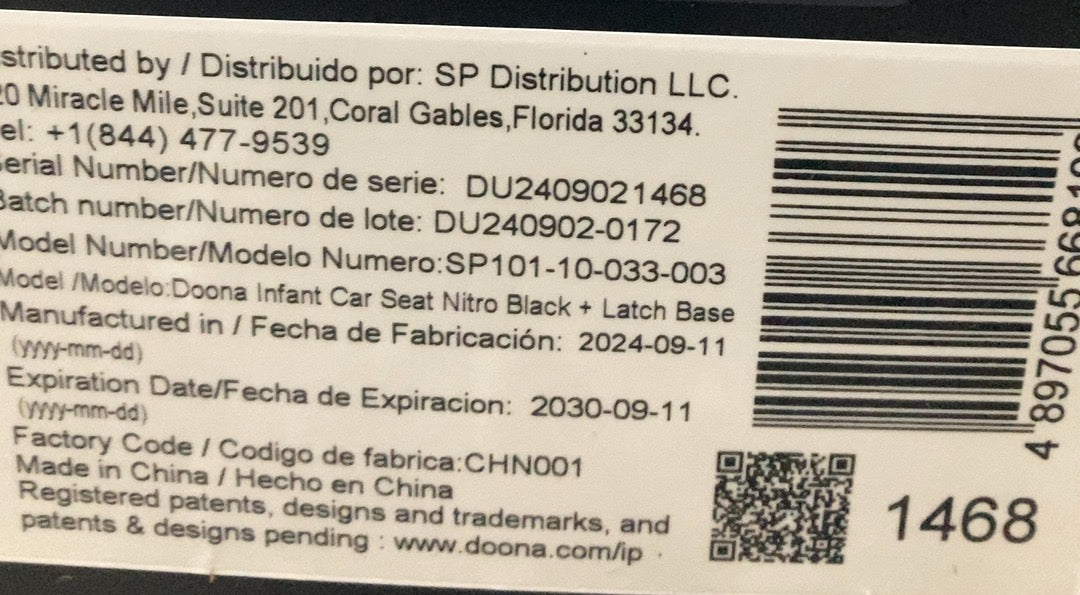 stributed by / Distribuido por: SP Distribution LLC.
20 Miracle Mile,Suite 201,Coral Gables,Florida 33134.
el: +1(844) 477-9539
Serial Number/Numero de serie: DU2409021468
Batch number/Numero de lote: DU240902-0172
Model Number/Modelo Numero:SP101-10-033-003
Model /Modelo:Doona Infant Car Seat Nitro Black + Latch Base
Manufactured in / Fecha de Fabricación: 2024-09-11
(yyyy-mm-dd)
Expiration Date/Fecha de Expiracion: 2030-09-11
(yyyy-mm-dd)
Factory Code / Codigo de fabrica:CHN001
Made in China / Hecho en China
Registered patents, designs and trademarks, and
patents & designs pending : www.doona.com/ip
1468